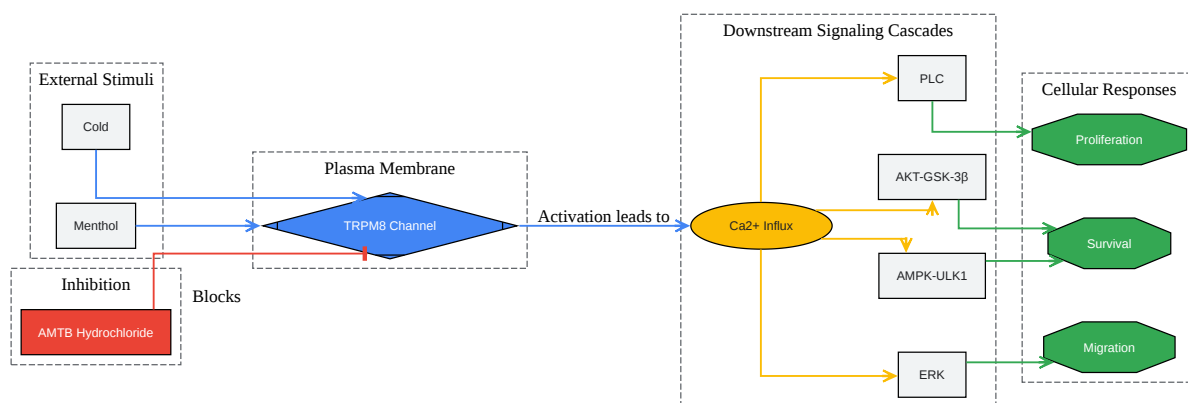 External Stimuli
Cold
Menthol
Inhibition
AMTB Hydrochloride
Blocks
Plasma Membrane
TRPM8 Channel
Activation leads to
Downstream Signaling Cascades
Ca2+ Influx
PLC
AKT-GSK-3β
AMPK-ULK1
ERK
Cellular Responses
Proliferation
Survival
Migration